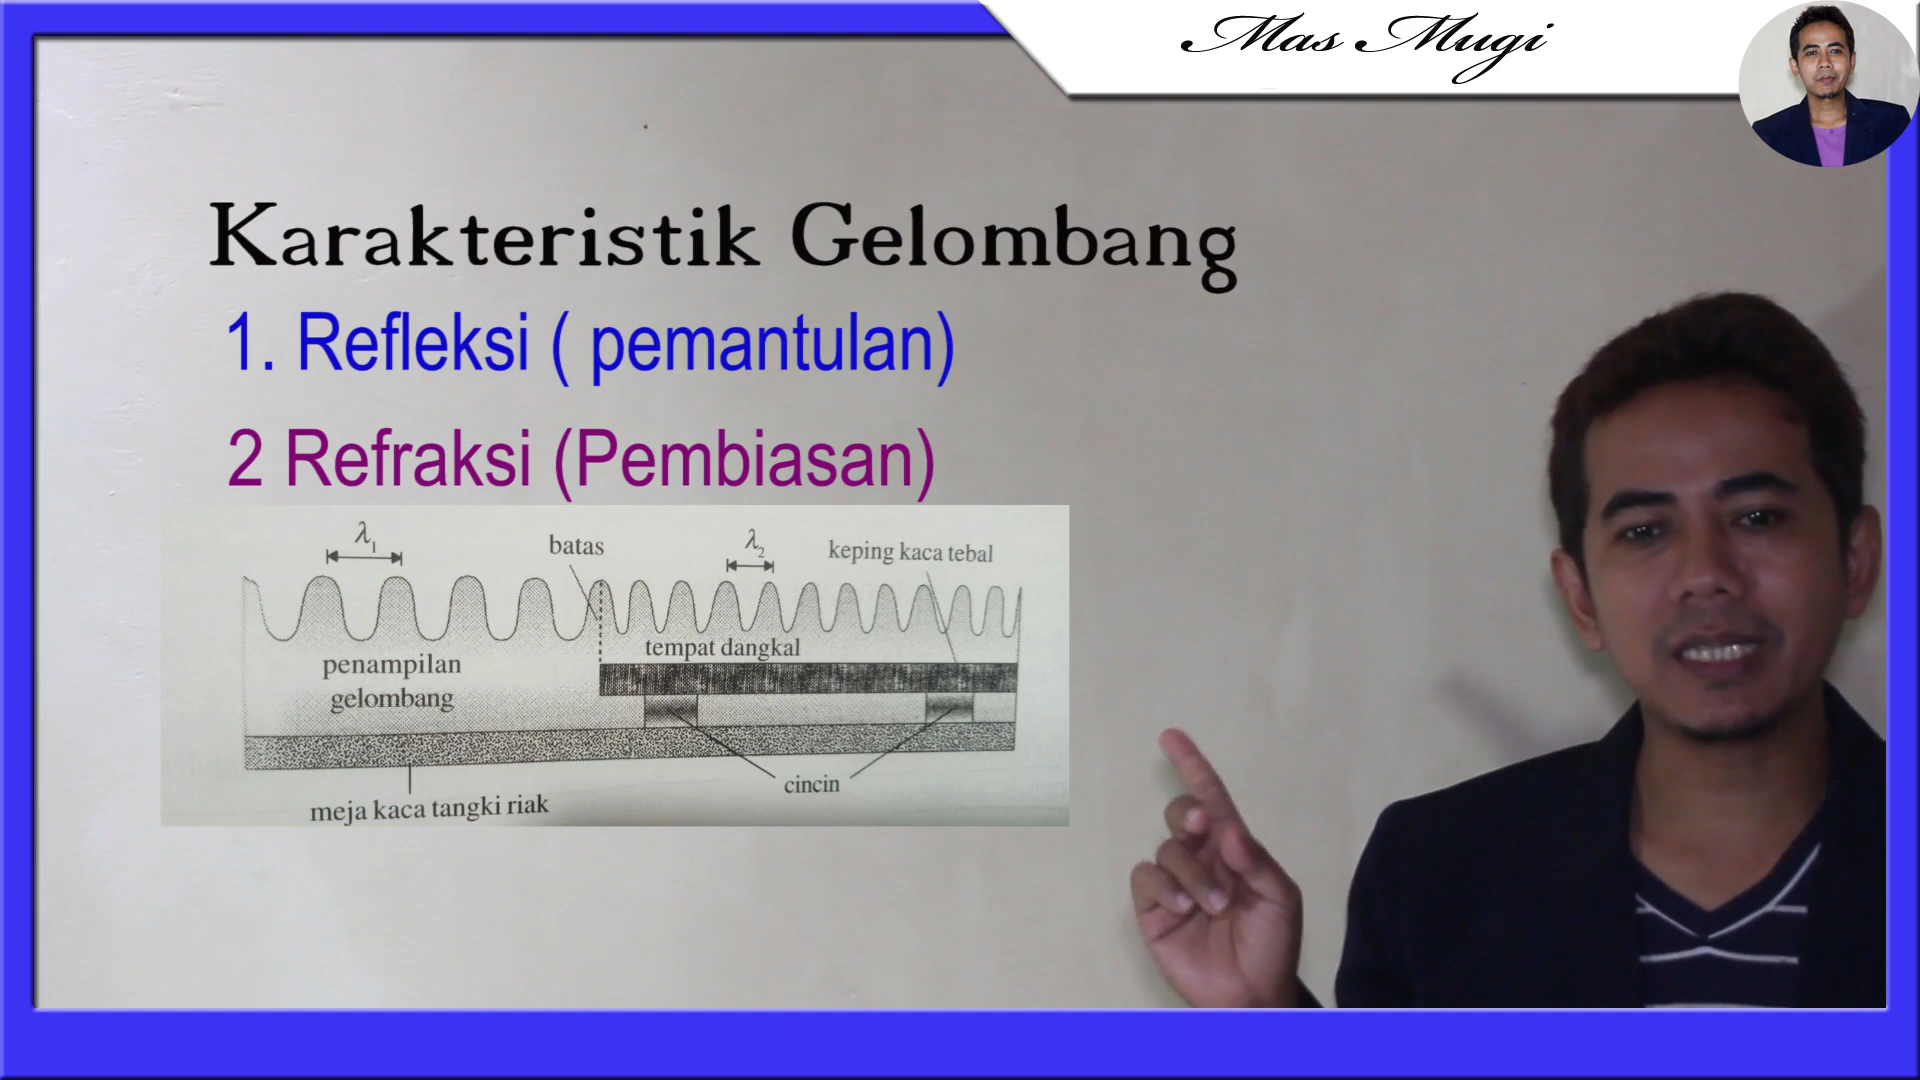 Mas Mugi
Karakteristik Gelombang
1. Refleksi ( pemantulan)
2 Refraksi (Pembiasan)
λ1
batas
λ2
keping kaca tebal
tempat dangkal
penampilan
gelombang
cincin
meja kaca tangki riak